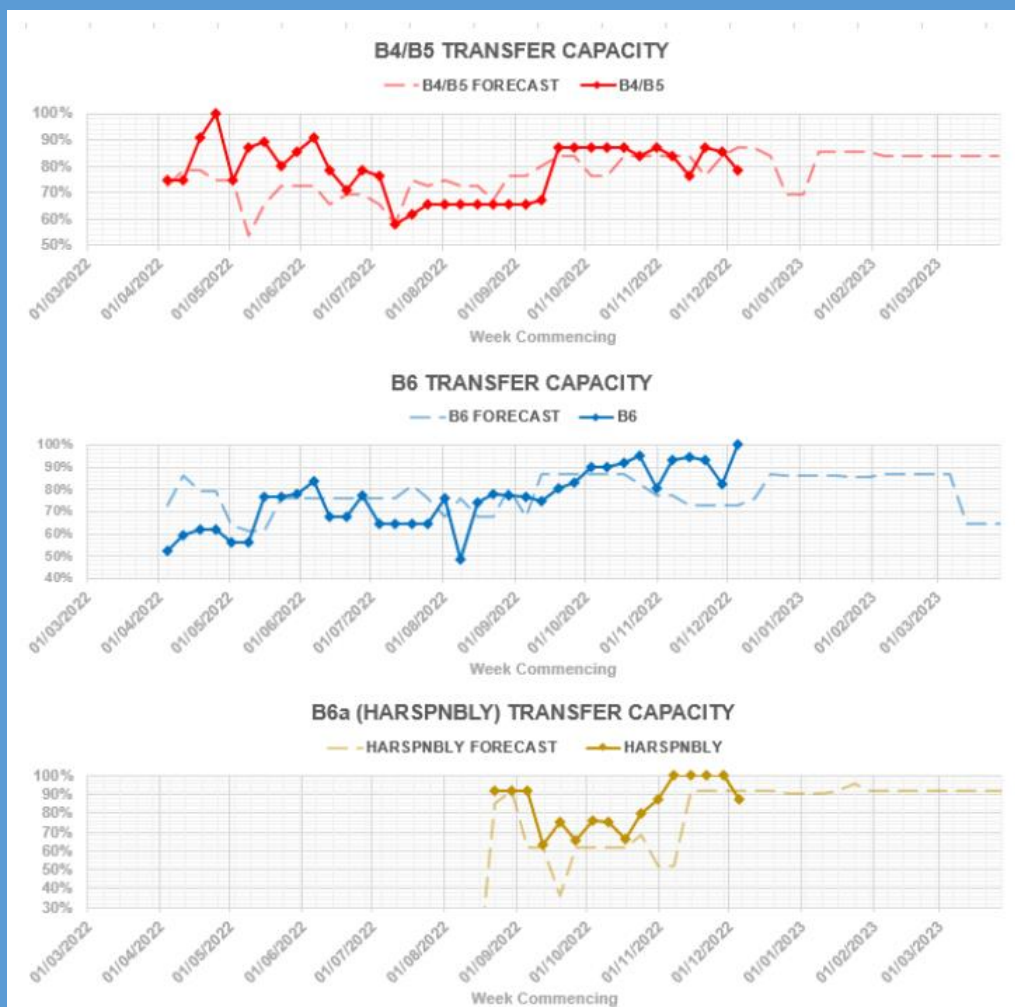 B4/B5 TRANSFER CAPACITY
B4/B5 FORECAST B4/B5
100%
90%
80%
70%
60%
50%
01/03/2022 01/04/2022 01/05/2022 01/06/2022 01/07/2022 01/08/2022 01/09/2022 01/10/2022 01/11/2022 01/12/2022 01/01/2023 01/02/2023 01/03/2023
Week Commencing
B6 TRANSFER CAPACITY
B6 FORECAST B6
100%
90%
80%
70%
60%
50%
40%
01/03/2022 01/04/2022 01/05/2022 01/06/2022 01/07/2022 01/08/2022 01/09/2022 01/10/2022 01/11/2022 01/12/2022 01/01/2023 01/02/2023 01/03/2023
Week Commencing
B6a (HARSPNBLY) TRANSFER CAPACITY
HARSPNBLY FORECAST HARSPNBLY
100%
90%
80%
70%
60%
50%
40%
30%
01/03/2022 01/04/2022 01/05/2022 01/06/2022 01/07/2022 01/08/2022 01/09/2022 01/10/2022 01/11/2022 01/12/2022 01/01/2023 01/02/2023 01/03/2023
Week Commencing